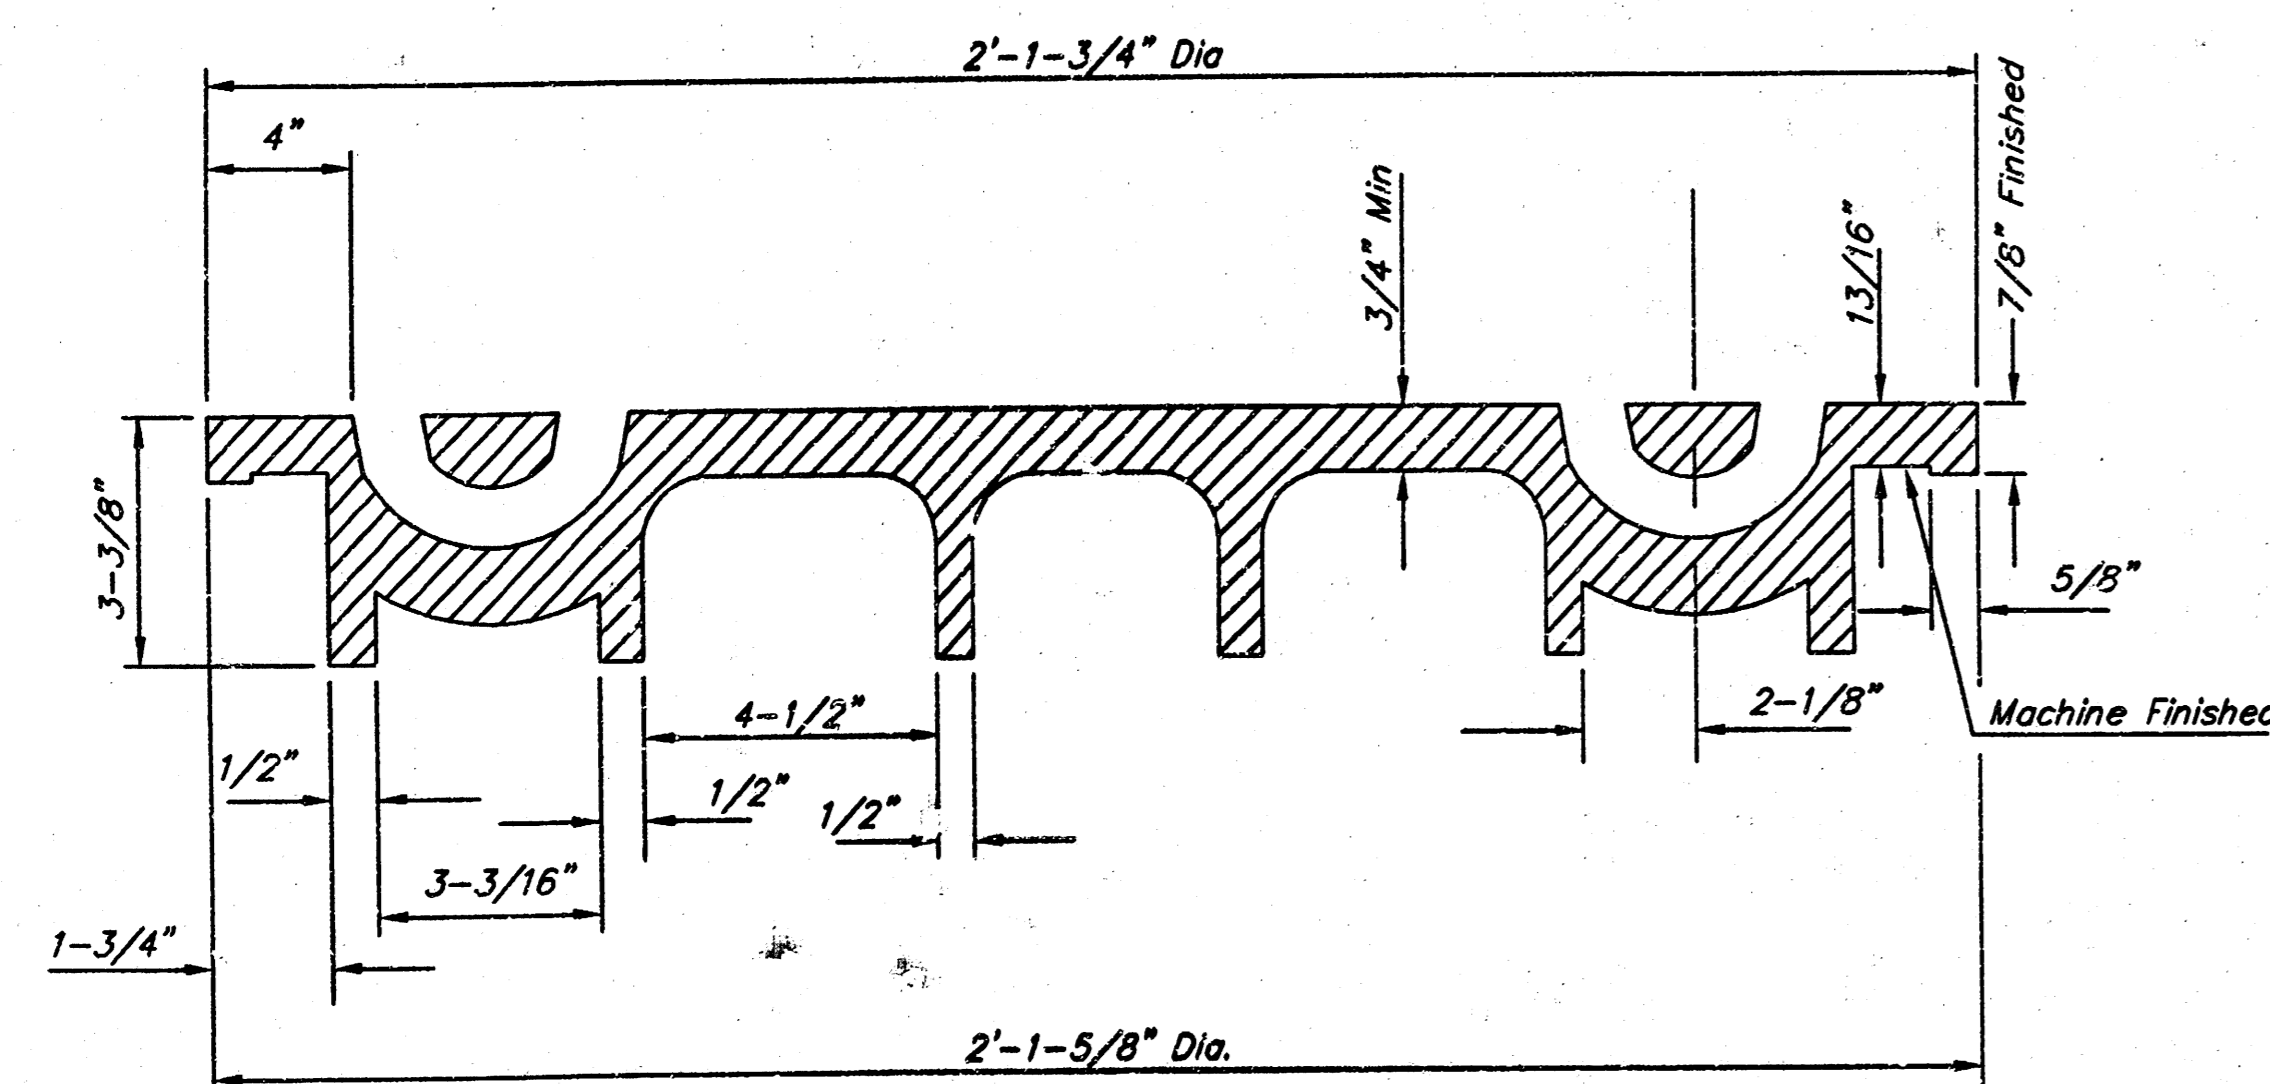 2'-1-3/4" Dia
4"
3/4" Min
13/16"
7/8" Finished
3-3/8"
5/8"
2-1/8"
Machine Finished
4-1/2"
1/2"
1/2"
1/2"
3-3/16"
1-3/4"
2'-1-5/8" Dia.